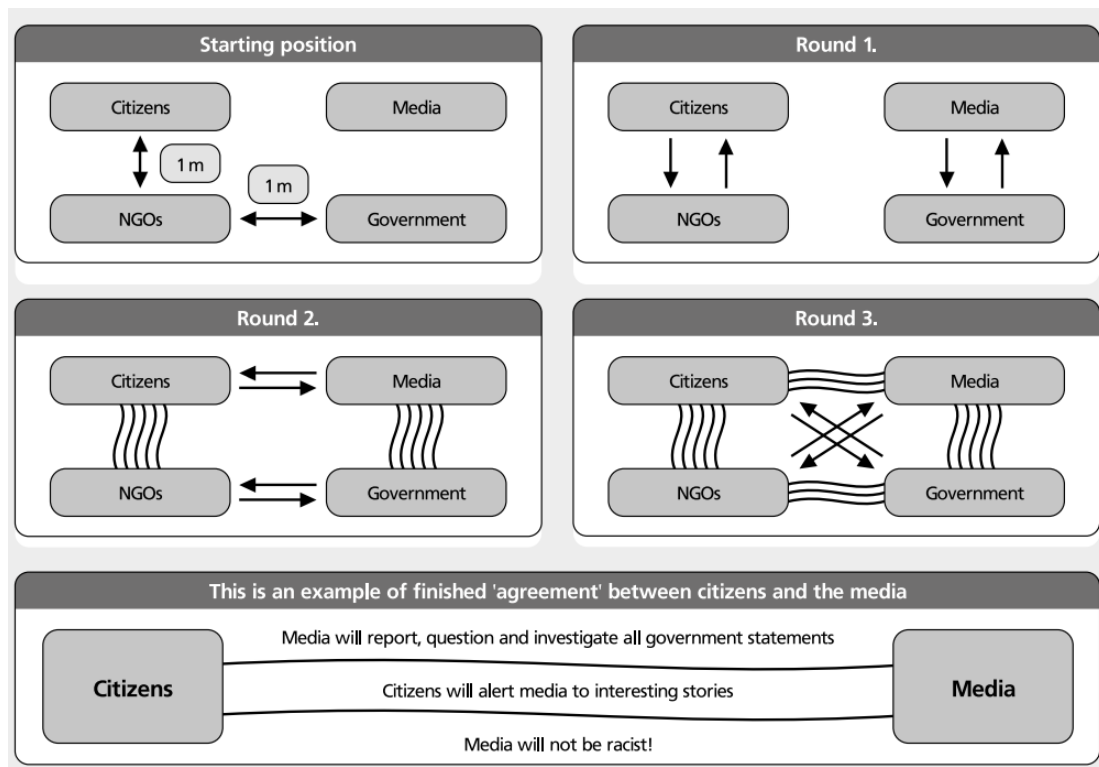 Starting position
Citizens
Media
1 m
1 m
NGOs
Government
Round 1.
Citizens
Media
NGOs
Government
Round 2.
Citizens
Media
NGOs
Government
Round 3.
Citizens
Media
NGOs
Government
This is an example of finished 'agreement' between citizens and the media
Media will report, question and investigate all government statements
Citizens
Citizens will alert media to interesting stories
Media
Media will not be racist!